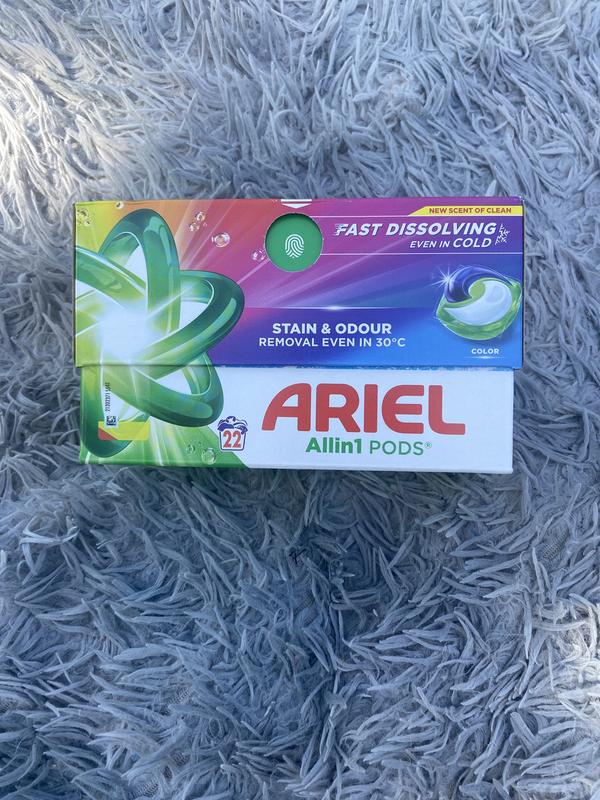 NEW SCENT OF CLEAN
FAST DISSOLVING
EVEN IN COLD
STAIN & ODOUR
REMOVAL EVEN IN 30°C
COLOR
22
ARIEL
Allin1 PODS®